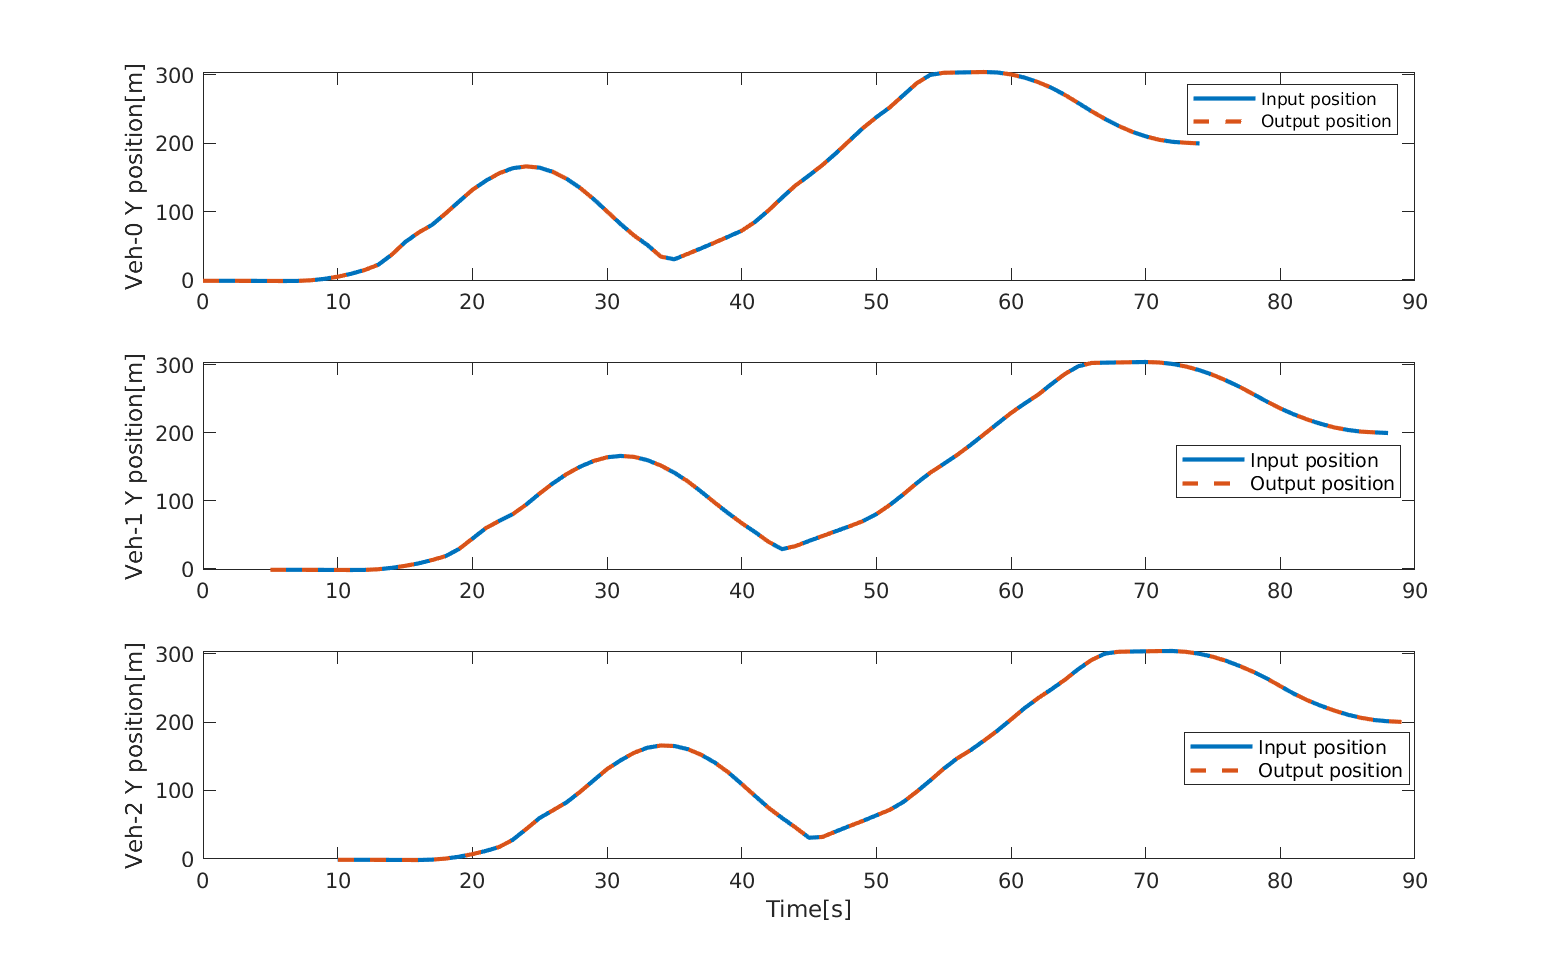 Veh-0 Y position[m]
300
200
100
0
Input position
Output position
0 10 20 30 40 50 60 70 80 90
Veh-1 Y position[m]
300
200
100
0
Input position
Output position
0 10 20 30 40 50 60 70 80 90
Veh-2 Y position[m]
300
200
100
0
Input position
Output position
0 10 20 30 40 50 60 70 80 90
Time[s]